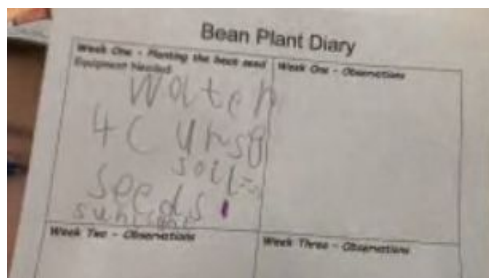 Bean Plant Diary
Week One - Planting the bean seed
Week One - Observations
Equipment Needed:
Water
4 C
soil
seeds
Week Two - Observations
Week Three - Observations